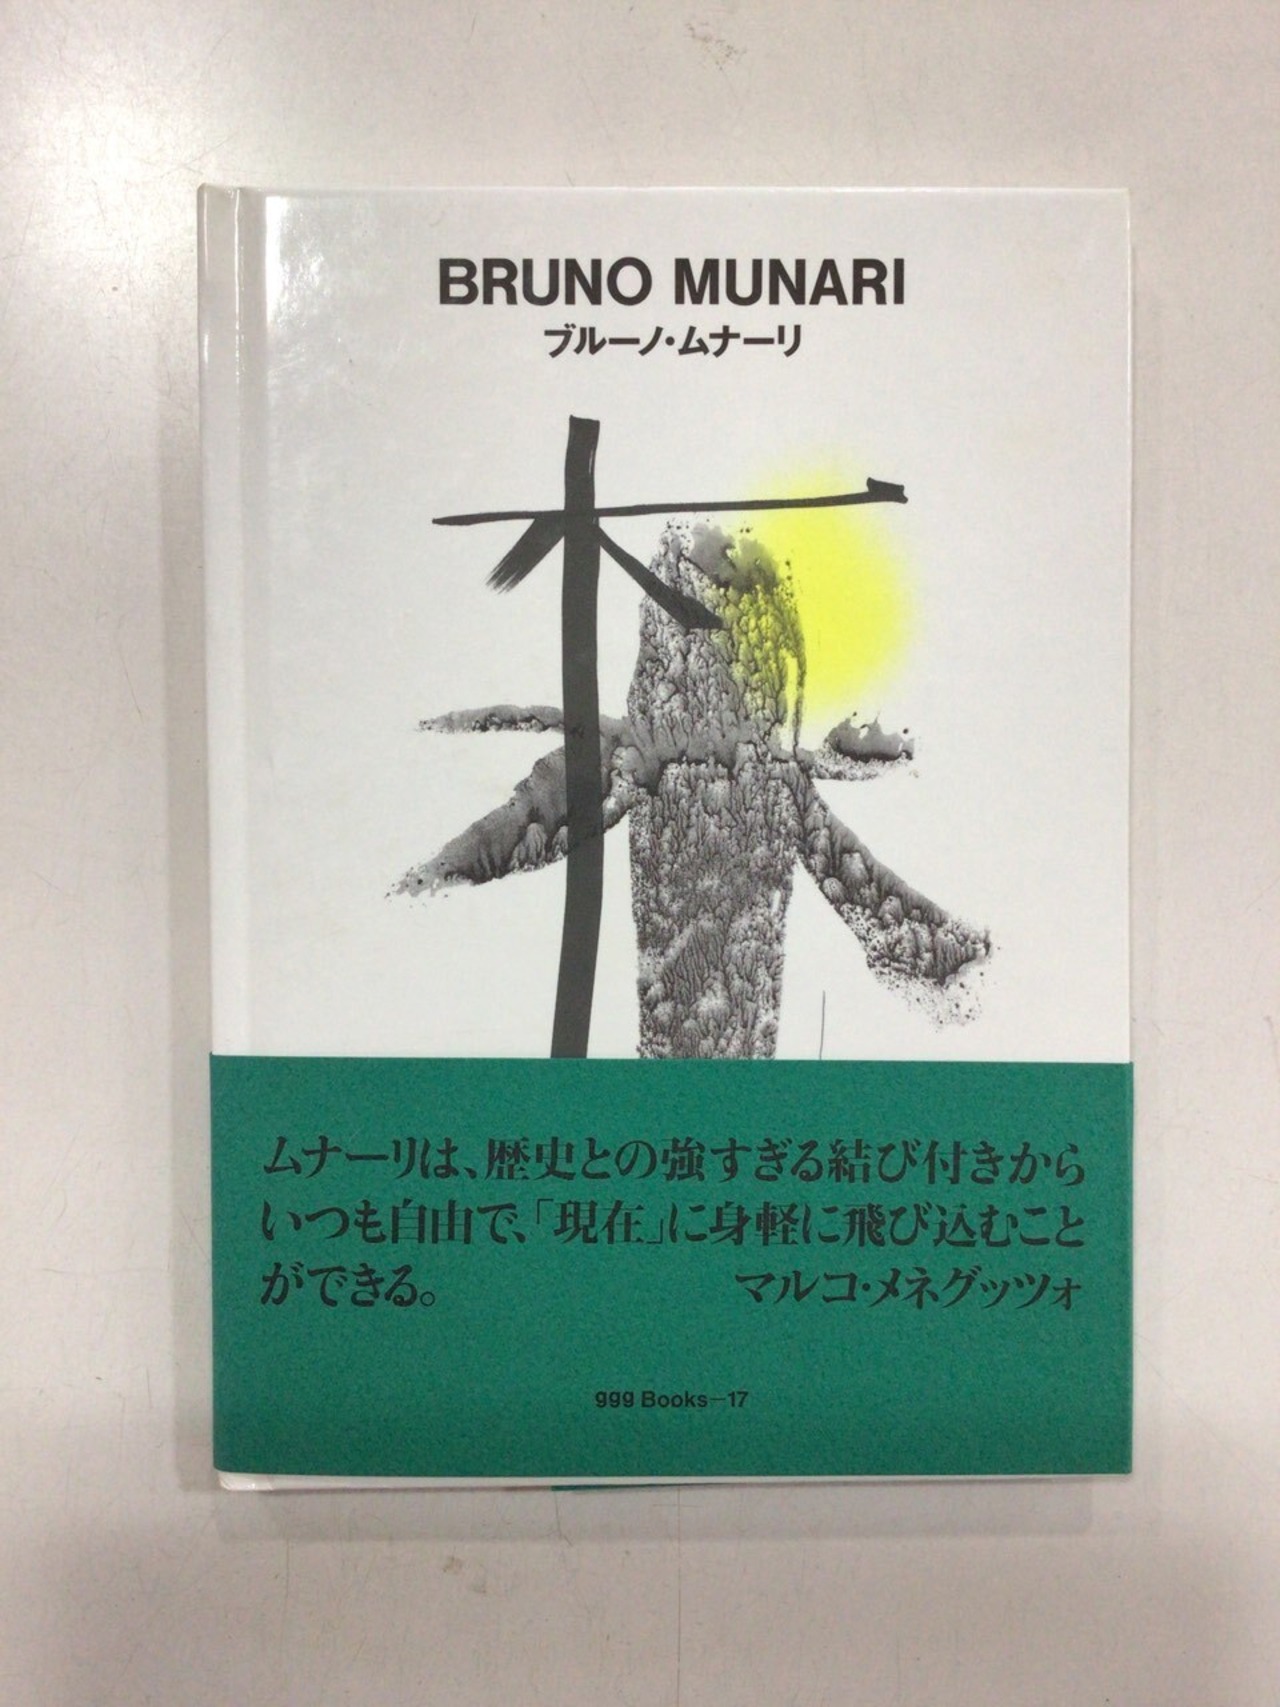 BRUNO MUNARI
ブルーノ・ムナーリ
木
ムナーリは、歴史との強すぎる結び付きから
いつも自由で、「現在」に身軽に飛び込むこと
ができる。 マルコ・メネグッツォ
ggg Books—17